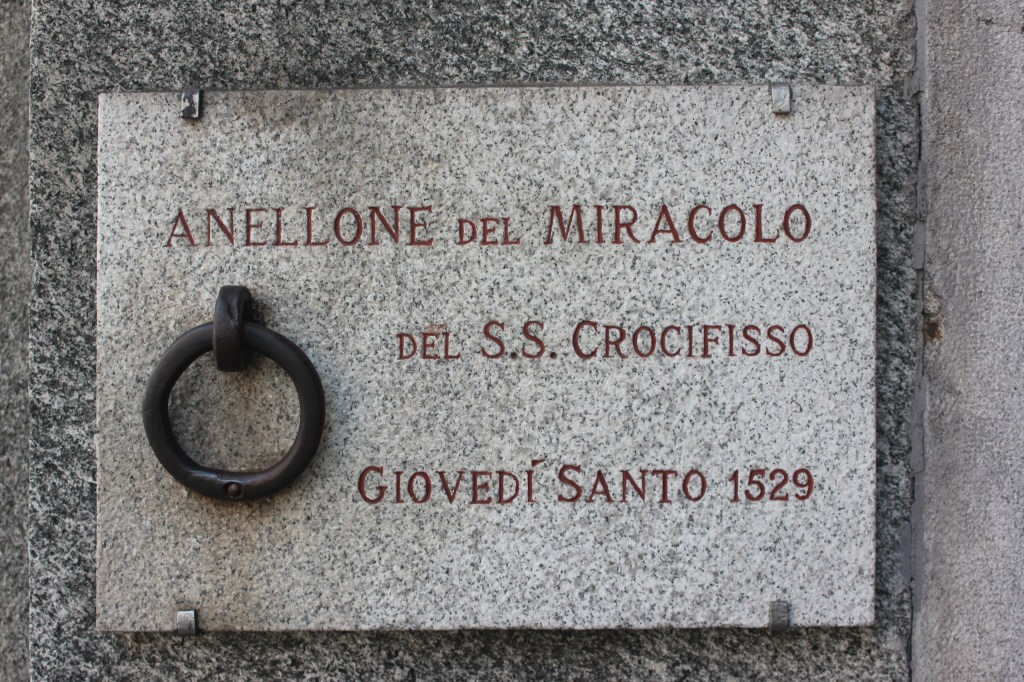 ANELLONE DEL MIRACOLO
DEL S.S. CROCIFISSO
GIOVEDÍ SANTO 1529